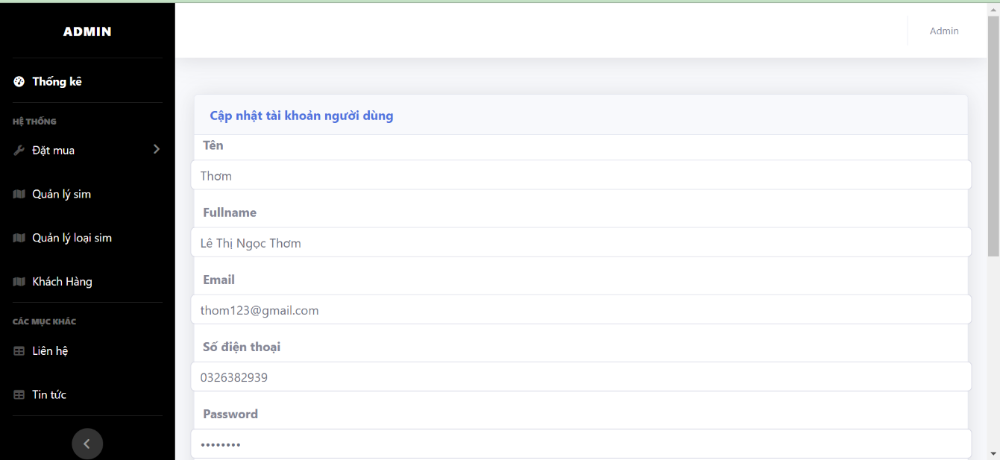 ADMIN
Admin
Thống kê
HỆ THỐNG
Đặt mua
Quản lý sim
Quản lý loại sim
Khách Hàng
CÁC MỤC KHÁC
Liên hệ
Tin tức
Cập nhật tài khoản người dùng
Tên
Thơm
Fullname
Lê Thị Ngọc Thơm
Email
thom123@gmail.com
Số điện thoại
0326382939
Password
••••••••